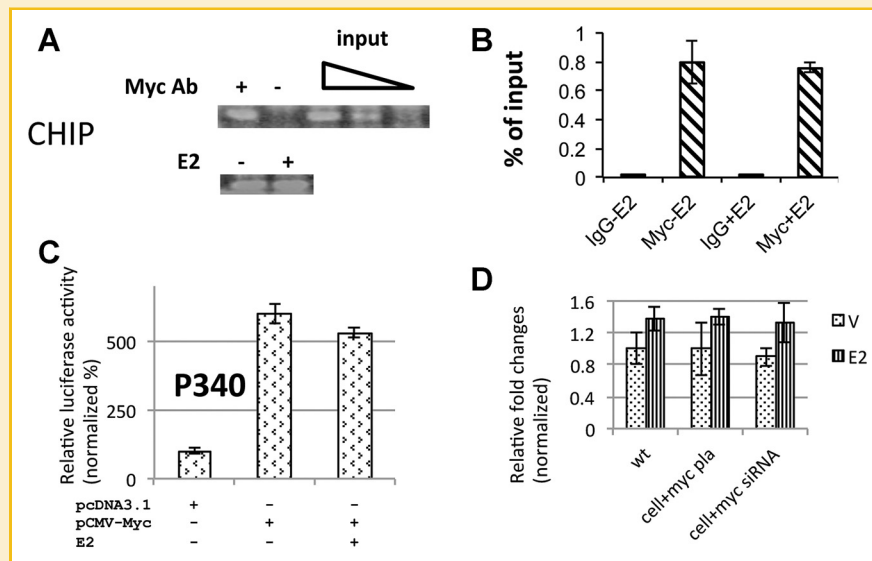 A
input
Myc Ab + -
CHIP
E2 - +
B
% of input
1
0.8
0.6
0.4
0.2
0
IgG-E2
Myc-E2
IgG+E2
Myc+E2
C
Relative luciferase activity
(normalized %)
500
250
0
P340
pcDNA3.1 + - -
pCMV-Myc - + +
E2 - - +
D
Relative fold changes
(normalized)
1.6
1.2
0.8
0.4
0
wt
cell+myc pla
cell+myc siRNA
V
E2